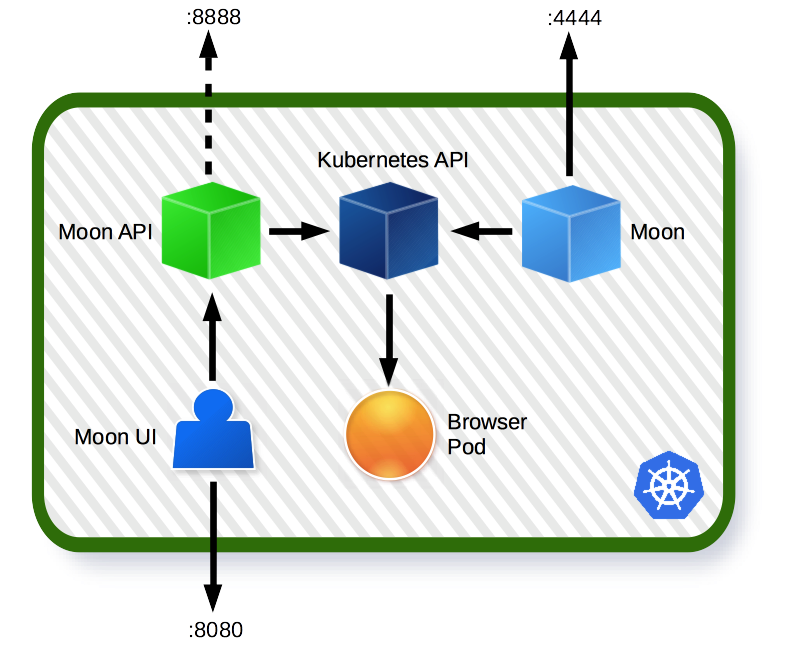 :8888
:4444
Kubernetes API
Moon API
Moon
Moon UI
Browser
Pod
:8080